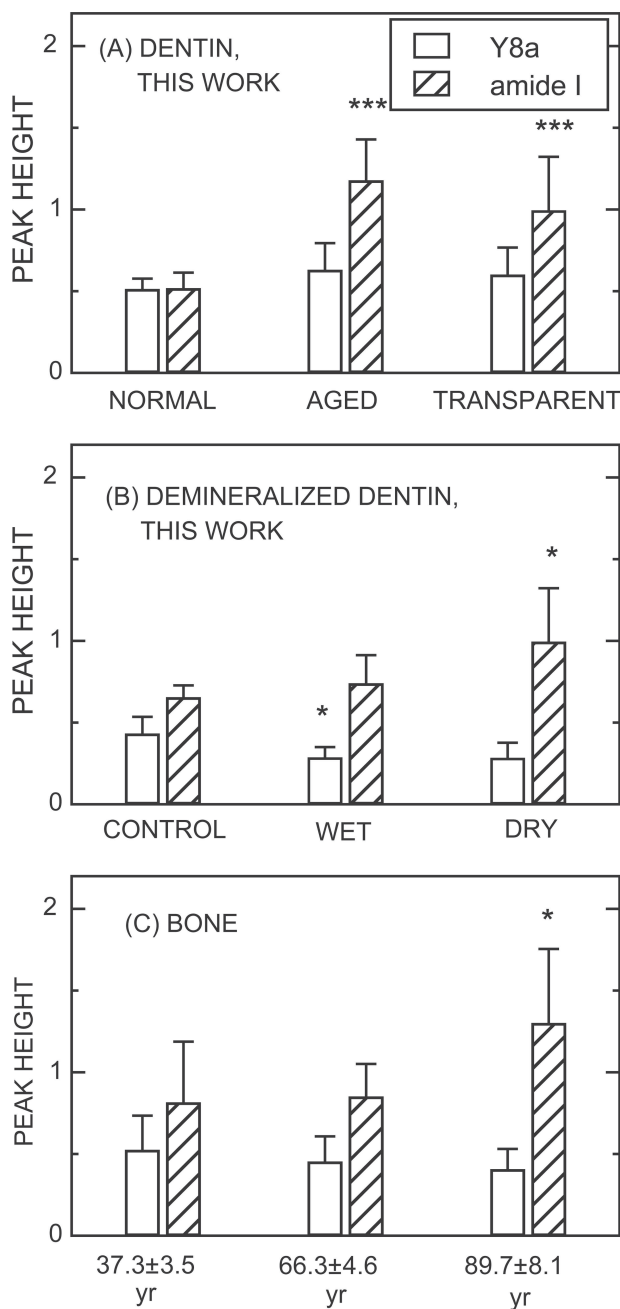 2
(A) DENTIN,
THIS WORK
Y8a
amide I
***
***
PEAK HEIGHT
1
0
NORMAL
AGED
TRANSPARENT
2
(B) DEMINERALIZED DENTIN,
THIS WORK
*
*
PEAK HEIGHT
1
0
CONTROL
WET
DRY
2
(C) BONE
*
PEAK HEIGHT
1
0
37.3±3.5
yr
66.3±4.6
yr
89.7±8.1
yr